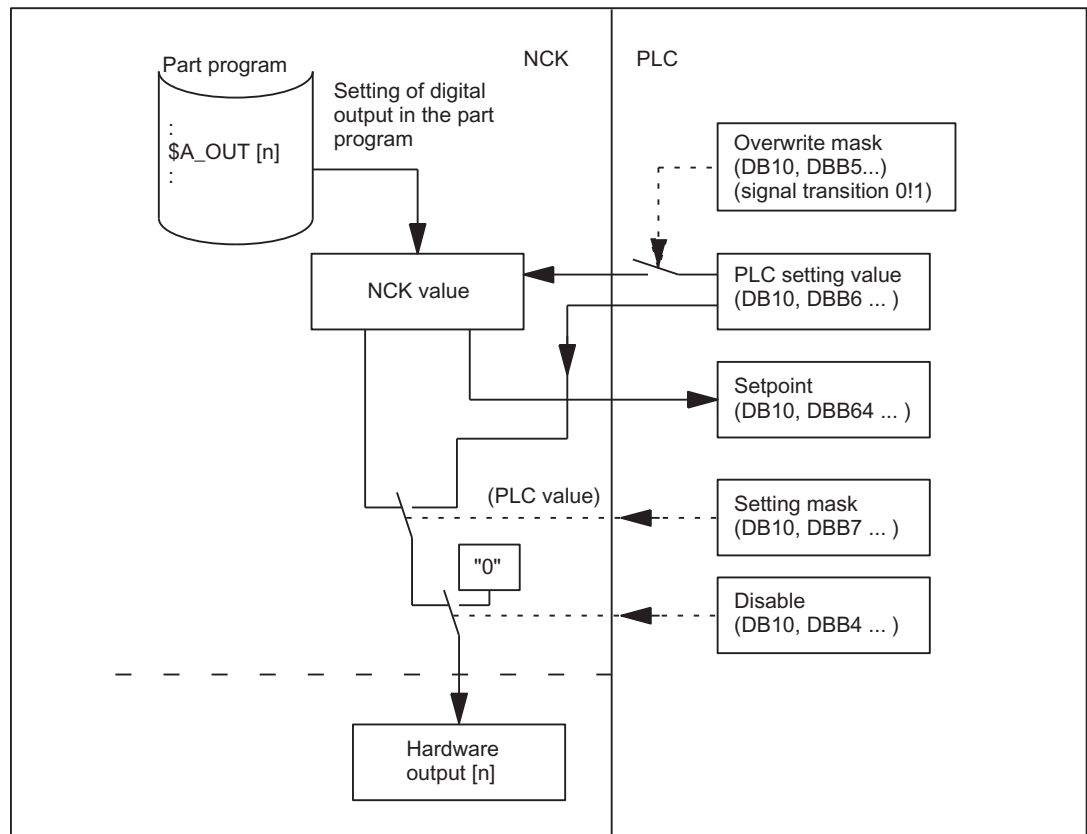 NCK
PLC
Part program
:
$A_OUT [n]
:
Setting of digital
output in the part
program
Overwrite mask
(DB10, DBB5...)
(signal transition 0!1)
NCK value
PLC setting value
(DB10, DBB6 ... )
Setpoint
(DB10, DBB64 ... )
(PLC value)
Setting mask
(DB10, DBB7 ... )
"0"
Disable
(DB10, DBB4 ... )
Hardware
output [n]